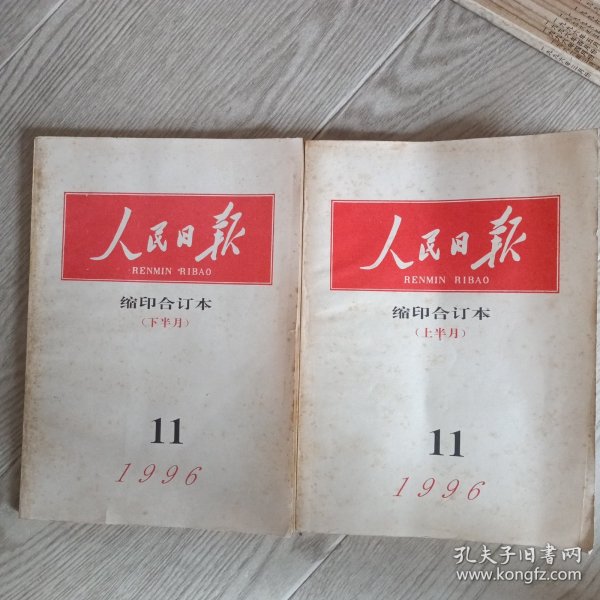 人民日报
RENMIN RIBAO
缩印合订本
（下半月）
11
1996
人民日报
RENMIN RIBAO
缩印合订本
（上半月）
11
1996
孔夫子旧书网
www.kongfz.com